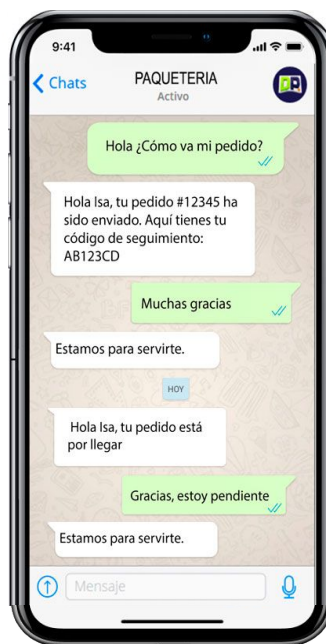 9:41
Chats
PAQUETERIA
Activo
Hola ¿Cómo va mi pedido?
Hola Isa, tu pedido #12345 ha
sido enviado. Aquí tienes tu
código de seguimiento:
AB123CD
Muchas gracias
Estamos para servirte.
HOY
Hola Isa, tu pedido está
por llegar
Gracias, estoy pendiente
Estamos para servirte.
Mensaje